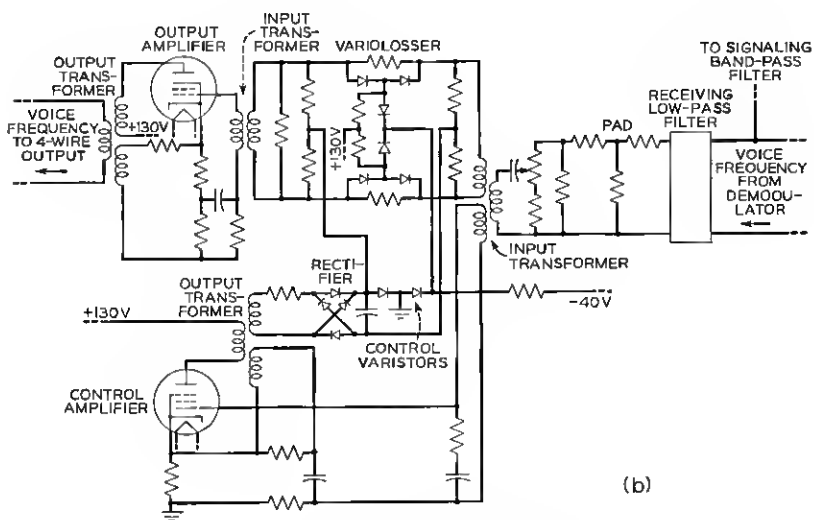 INPUT
TRANS-
FORMER
OUTPUT
AMPLIFIER
VARIOLOSSER
TO SIGNALING
BAND-PASS
FILTER
OUTPUT
TRANS-
FORMER
RECEIVING
LOW-PASS
FILTER
PAD
VOICE
FREQUENCY
TO 4-WIRE
OUTPUT
+130V
+130V
VOICE
FREQUENCY
FROM
DEMODU-
LATOR
INPUT
TRANSFORMER
OUTPUT
TRANS-
FORMER
RECTI-
FIER
+130V
-40V
CONTROL
VARISTORS
CONTROL
AMPLIFIER
(b)